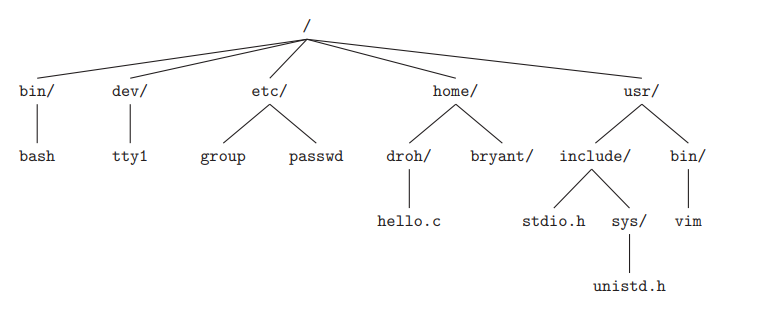 /
bin/ dev/ etc/ home/ usr/
bash tty1 group passwd droh/ bryant/ include/ bin/
hello.c stdio.h sys/ vim
unistd.h